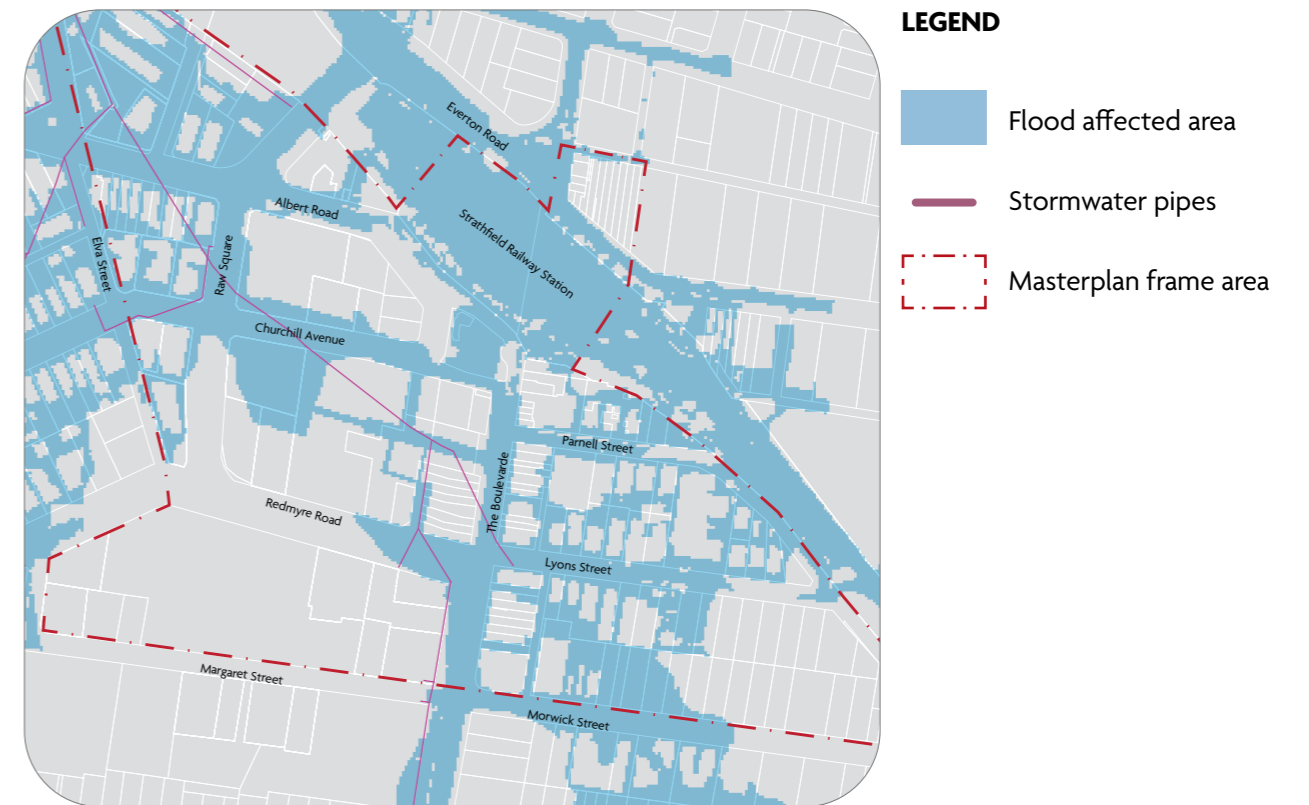 LEGEND
Flood affected area
Stormwater pipes
Masterplan frame area
Everton Road
Albert Road
Strathfield Railway Station
Elva Street
Raw Square
Churchill Avenue
Parnell Street
The Boulevarde
Redmyre Road
Lyons Street
Margaret Street
Morwick Street